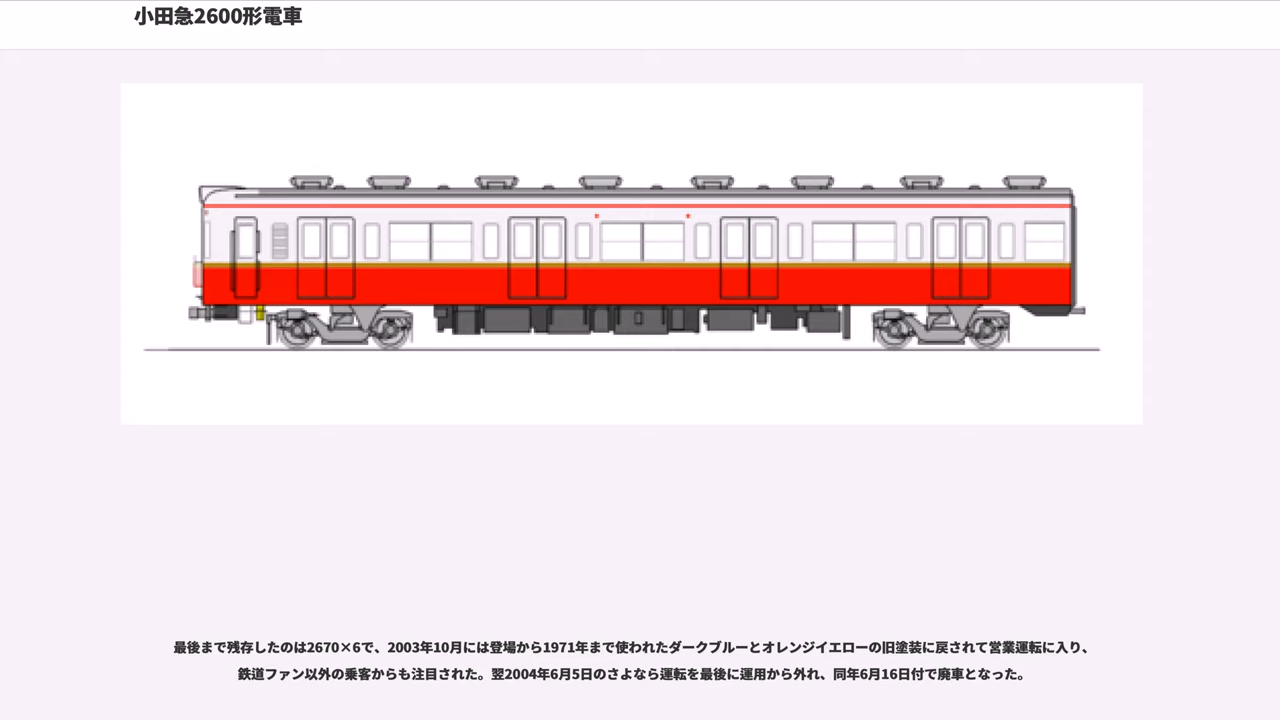 小田急2600形電車
最後まで残存したのは2670×6で、2003年10月には登場から1971年まで使われたダークブルーとオレンジイエローの旧塗装に戻されて営業運転に入り、
鉄道ファン以外の乗客からも注目された。翌2004年6月5日のさよなら運転を最後に運用から外れ、同年6月16日付で廃車となった。